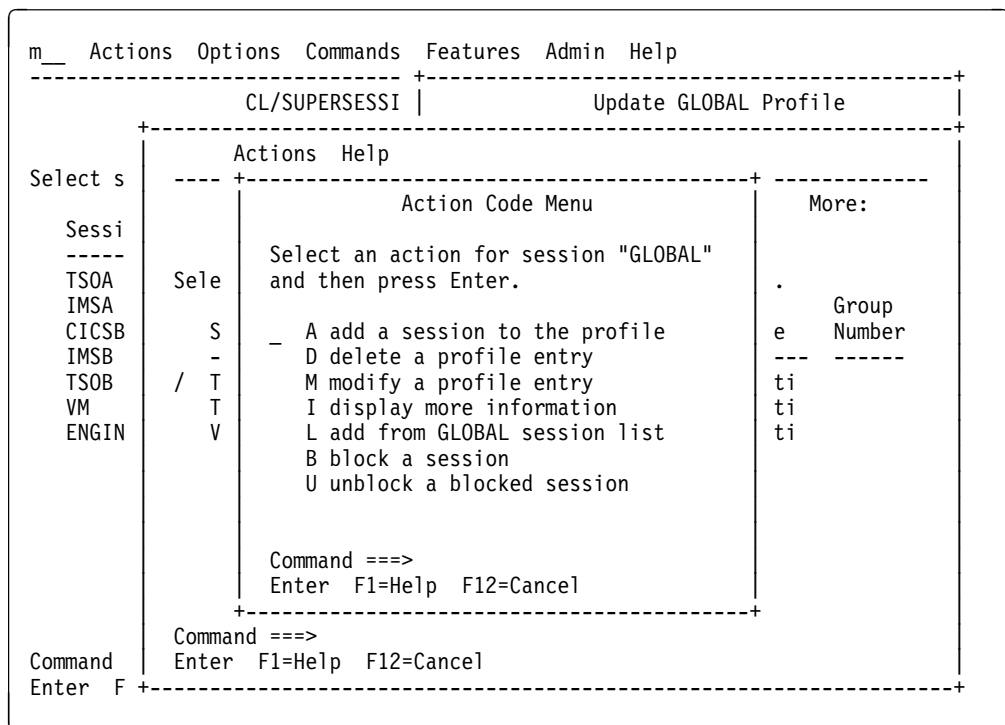 m__  Actions  Options  Commands  Features  Admin  Help
------------------------------- +-------------------------------------------+
CL/SUPERSESSI |              Update GLOBAL Profile         |
+------------------------------------------------------------------+
|       Actions  Help                                              |
Select s |  ---- +-----------------------------------------+ ------------- |
|       |             Action Code Menu            |    More:      |
Sessi |       |                                         |               |
----- |       |  Select an action for session "GLOBAL"  |               |
TSOA  |  Sele |  and then press Enter.                  | .             |
IMSA  |       |                                         |      Group    |
CICSB |     S |  _  A add a session to the profile      | e    Number   |
IMSB  |     - |     D delete a profile entry            | ---  ------   |
TSOB  |  /  T |     M modify a profile entry            | ti            |
VM    |     T |     I display more information          | ti            |
ENGIN |     V |     L add from GLOBAL session list      | ti            |
|       |     B block a session                   |               |
|       |     U unblock a blocked session         |               |
|       |                                         |               |
|       |  Command ===>                           |               |
|       |  Enter  F1=Help  F12=Cancel             |               |
|       +-----------------------------------------+               |
|  Command ===>                                                    |
Command  |  Enter  F1=Help  F12=Cancel                                      |
Enter  F +------------------------------------------------------------------+